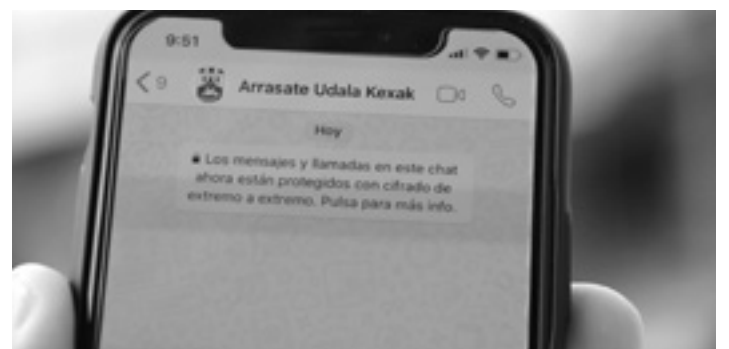 9:51
9 Arrasate Udala Kexak
Hoy
Los mensajes y llamadas en este chat
ahora están protegidos con cifrado de
extremo a extremo. Pulsa para más info.